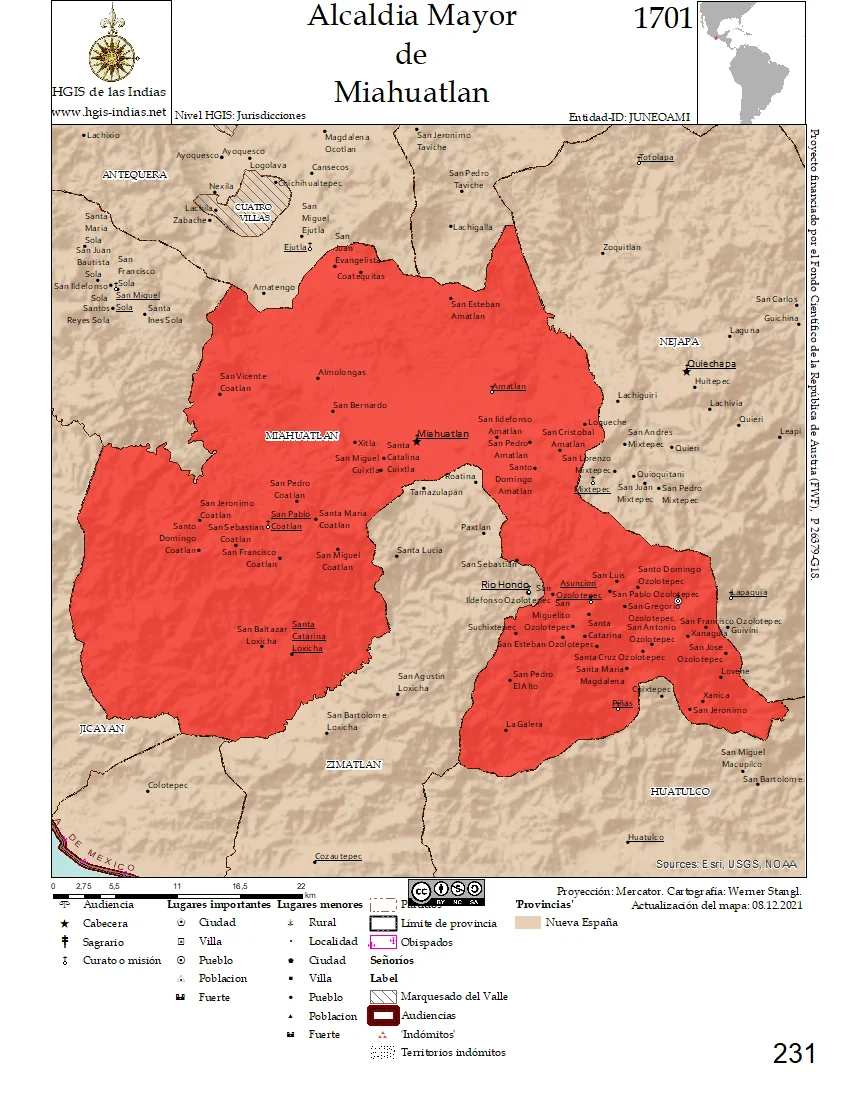 Alcaldia Mayor
de
Miahuatlan
1701
HGIS de las Indias
www.hgis-indias.net
Nivel HGIS: Jurisdicciones
Entidad-ID: JUNEOAMI
Lachixio
Ayoquesco
Ayoquesco
Logolava
Magdalena
Ocotlan
San Jeronimo
Taviche
Totolapa
ANTEQUERA
Cansecos
Chichihualtepec
San Pedro
Taviche
Nexila
Lachila
Zabache
CUATRO
VILLAS
San
Miguel
Ejutla
Ejutla
Lachigalla
Zoquitlan
Santa
Maria
Sola
San Juan
Bautista
Sola
San
Francisco
Sola
San Ildefonso
Sola
San Miguel
Sola
Santos
Reyes Sola
Santa
Ines Sola
San
Juan
Evangelista
Coatequitas
Amatengo
San Esteban
Amatlan
San Carlos
Guichina
Laguna
NEJAPA
Quiechapa
Huitepec
San Vicente
Coatlan
Almolongas
Amatlan
San Bernardo
Lachiguiri
Lachivia
Quieri
Leapi
MIAHUATLAN
Miahuatlan
Xitla
San Miguel
Cuixtla
Santa
Catalina
Cuixtla
San Ildefonso
Amatlan
San Pedro
Amatlan
Santo
Domingo
Amatlan
San Cristobal
Amatlan
Loqueche
San Lorenzo
Mixtepec
Mixtepec
San Andres
Mixtepec
Quieri
Quioquitani
San Juan
Mixtepec
San Pedro
Mixtepec
Roatina
Tamazulapan
San Pedro
Coatlan
San Jeronimo
Coatlan
Santo
Domingo
Coatlan
San Sebastian
Coatlan
San Pablo
Coatlan
Santa Maria
Coatlan
San Francisco
Coatlan
San Miguel
Coatlan
Paxtlan
Santa Lucia
San Sebastian
Rio Hondo
San
Ildefonso Ozolotepec
Asuncion
Ozolotepec
San Luis
Santo Domingo
Ozolotepec
San Pablo Ozolotepec
Lapaguia
San Gregorio
Ozolotepec
San
Miguelito
Ozolotepec
Suchixtepec
San Esteban Ozolotepec
Santa
Catarina
San Antonio
Ozolotepec
San Francisco Ozolotepec
Xanaguia
Guivini
San Jose
Ozolotepec
Santa Cruz Ozolotepec
Santa Maria
Magdalena
Lovene
San Baltazar
Loxicha
Santa
Catarina
Loxicha
San Agustin
Loxicha
San Pedro
El Alto
Coixtepec
Piñas
Xanica
San Jeronimo
La Galera
JICAYAN
San Bartolome
Loxicha
ZIMATLAN
San Miguel
Macupilco
San Bartolome
Colotepec
HUATULCO
Huatulco
Cozautepec
A DE MEXICO
Sources: Esri, USGS, NOAA
Proyecto financiado por el Fondo Científico de la República de Austria (FWF), P 26379-G18.
0 2,75 5,5 11 16,5 22
km
CC BY NC SA
Proyección: Mercator. Cartografía: Werner Stangl.
Actualización del mapa: 08.12.2021
Audiencia
Cabecera
Sagrario
Curato o misión
Lugares importantes
Ciudad
Villa
Pueblo
Poblacion
Fuerte
Lugares menores
Rural
Localidad
Ciudad
Villa
Pueblo
Poblacion
Fuerte
Límite de provincia
Obispados
Señoríos
Label
Marquesado del Valle
Audiencias
'Indómitos'
Territorios indómitos
'Provincias'
Nueva España
231